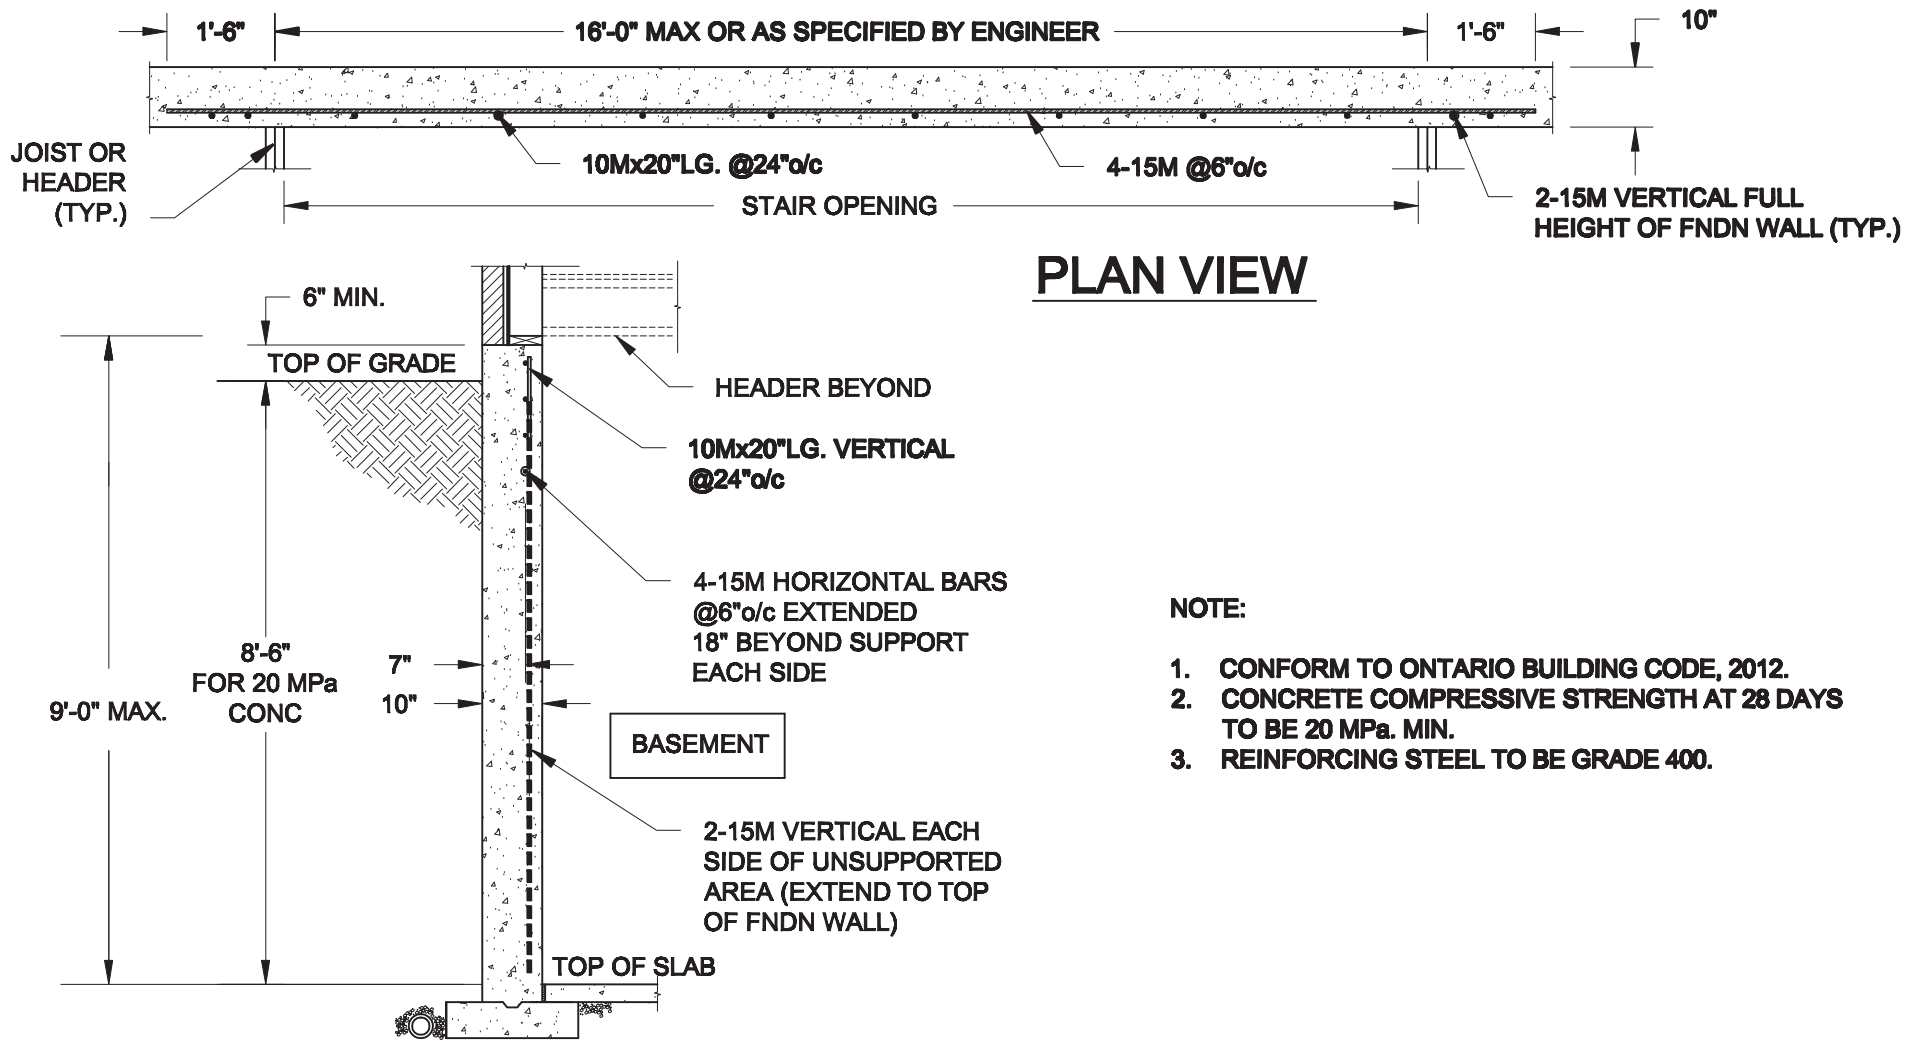 1'-6"
16'-0" MAX OR AS SPECIFIED BY ENGINEER
1'-6"
10"
JOIST OR
HEADER
(TYP.)
10Mx20"LG. @24"o/c
4-15M @6"o/c
STAIR OPENING
2-15M VERTICAL FULL
HEIGHT OF FNDN WALL (TYP.)
PLAN VIEW
6" MIN.
TOP OF GRADE
HEADER BEYOND
10Mx20"LG. VERTICAL
@24"o/c
4-15M HORIZONTAL BARS
@6"o/c EXTENDED
18" BEYOND SUPPORT
EACH SIDE
8'-6"
FOR 20 MPa
CONC
9'-0" MAX.
7"
10"
BASEMENT
2-15M VERTICAL EACH
SIDE OF UNSUPPORTED
AREA (EXTEND TO TOP
OF FNDN WALL)
TOP OF SLAB
NOTE:
1. CONFORM TO ONTARIO BUILDING CODE, 2012.
2. CONCRETE COMPRESSIVE STRENGTH AT 28 DAYS
TO BE 20 MPa. MIN.
3. REINFORCING STEEL TO BE GRADE 400.